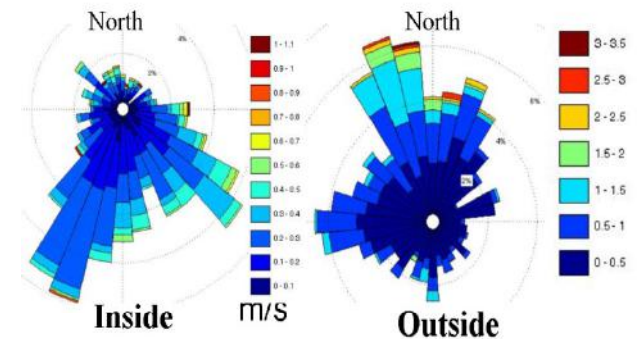 North
4%
2%
1 - 1.1
0.9 - 1
0.8 - 0.9
0.7 - 0.8
0.6 - 0.7
0.5 - 0.6
0.4 - 0.5
0.3 - 0.4
0.2 - 0.3
0.1 - 0.2
0 - 0.1
Inside
m/s
North
6%
4%
2%
3 - 3.5
2.5 - 3
2 - 2.5
1.5 - 2
1 - 1.5
0.5 - 1
0 - 0.5
Outside